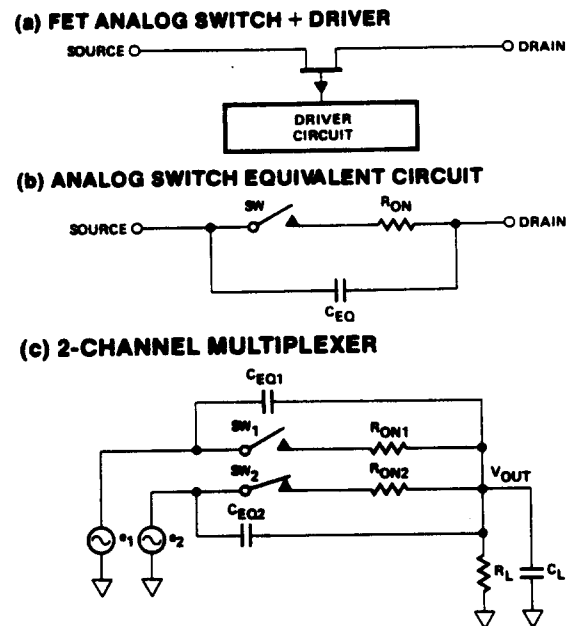 (a) FET ANALOG SWITCH + DRIVER
SOURCE
DRAIN
DRIVER
CIRCUIT
(b) ANALOG SWITCH EQUIVALENT CIRCUIT
SW
RON
SOURCE
DRAIN
CEQ
(c) 2-CHANNEL MULTIPLEXER
CEQ1
SW1
RON1
SW2
RON2
VOUT
CEQ2
e1
e2
RL
CL